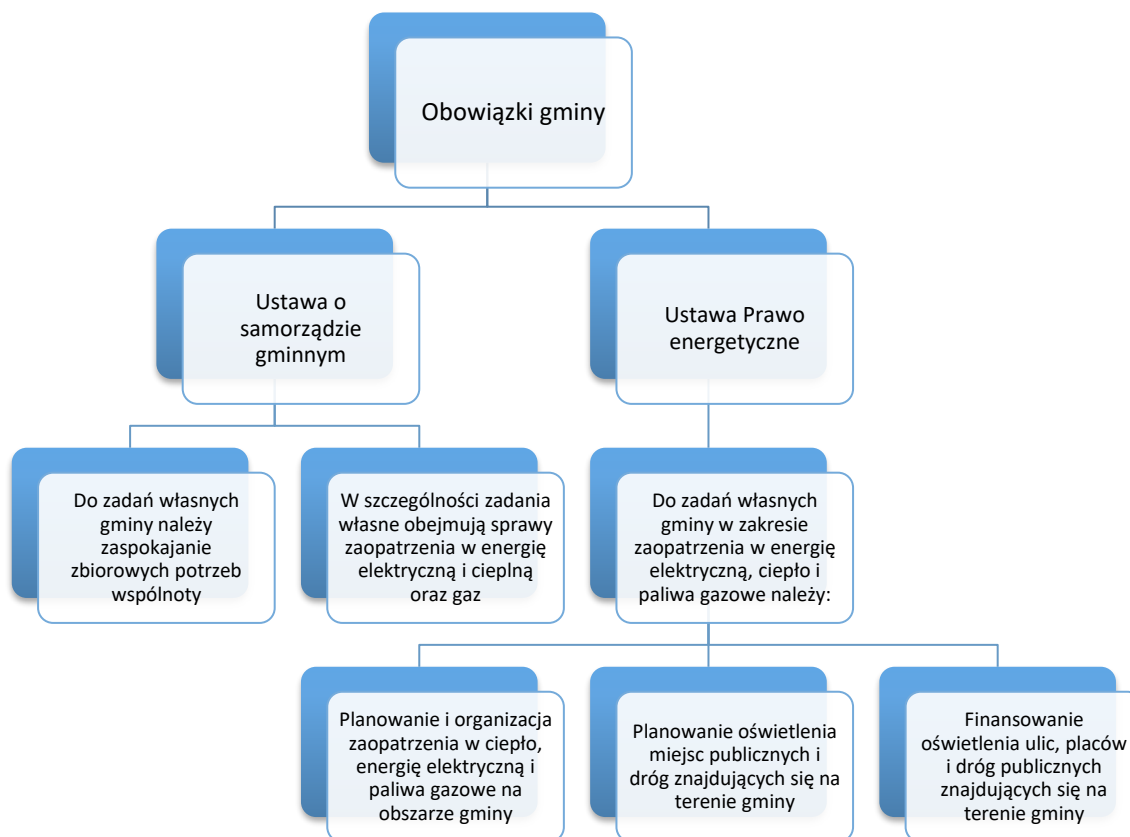 Obowiązki gminy
Ustawa o
samorządzie
gminnym
Ustawa Prawo
energetyczne
Do zadań własnych
gminy należy
zaspokajanie
zbiorowych potrzeb
wspólnoty
W szczególności zadania
własne obejmują sprawy
zaopatrzenia w energię
elektryczną i cieplną
oraz gaz
Do zadań własnych
gminy w zakresie
zaopatrzenia w energię
elektryczną, ciepło i
paliwa gazowe należy:
Planowanie i organizacja
zaopatrzenia w ciepło,
energię elektryczną i
paliwa gazowe na
obszarze gminy
Planowanie oświetlenia
miejsc publicznych i
dróg znajdujących się na
terenie gminy
Finansowanie
oświetlenia ulic, placów
i dróg publicznych
znajdujących się na
terenie gminy